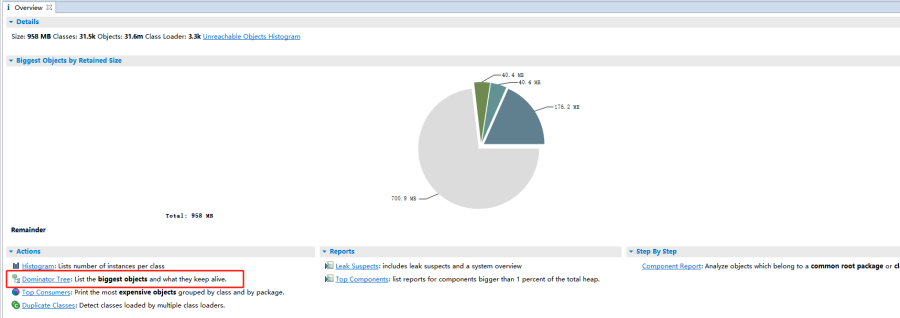 i Overview
Details
Size: 958 MB Classes: 31.5k Objects: 31.6m Class Loader: 3.3k Unreachable Objects Histogram
Biggest Objects by Retained Size
40.4 MB
40.4 MB
176.2 MB
700.9 MB
Total: 958 MB
Remainder
Actions
Histogram: Lists number of instances per class
Dominator Tree: List the biggest objects and what they keep alive.
Top Consumers: Print the most expensive objects grouped by class and by package.
Duplicate Classes: Detect classes loaded by multiple class loaders.
Reports
Leak Suspects: includes leak suspects and a system overview
Top Components: list reports for components bigger than 1 percent of the total heap.
Step By Step
Component Report: Analyze objects which belong to a common root package or cl